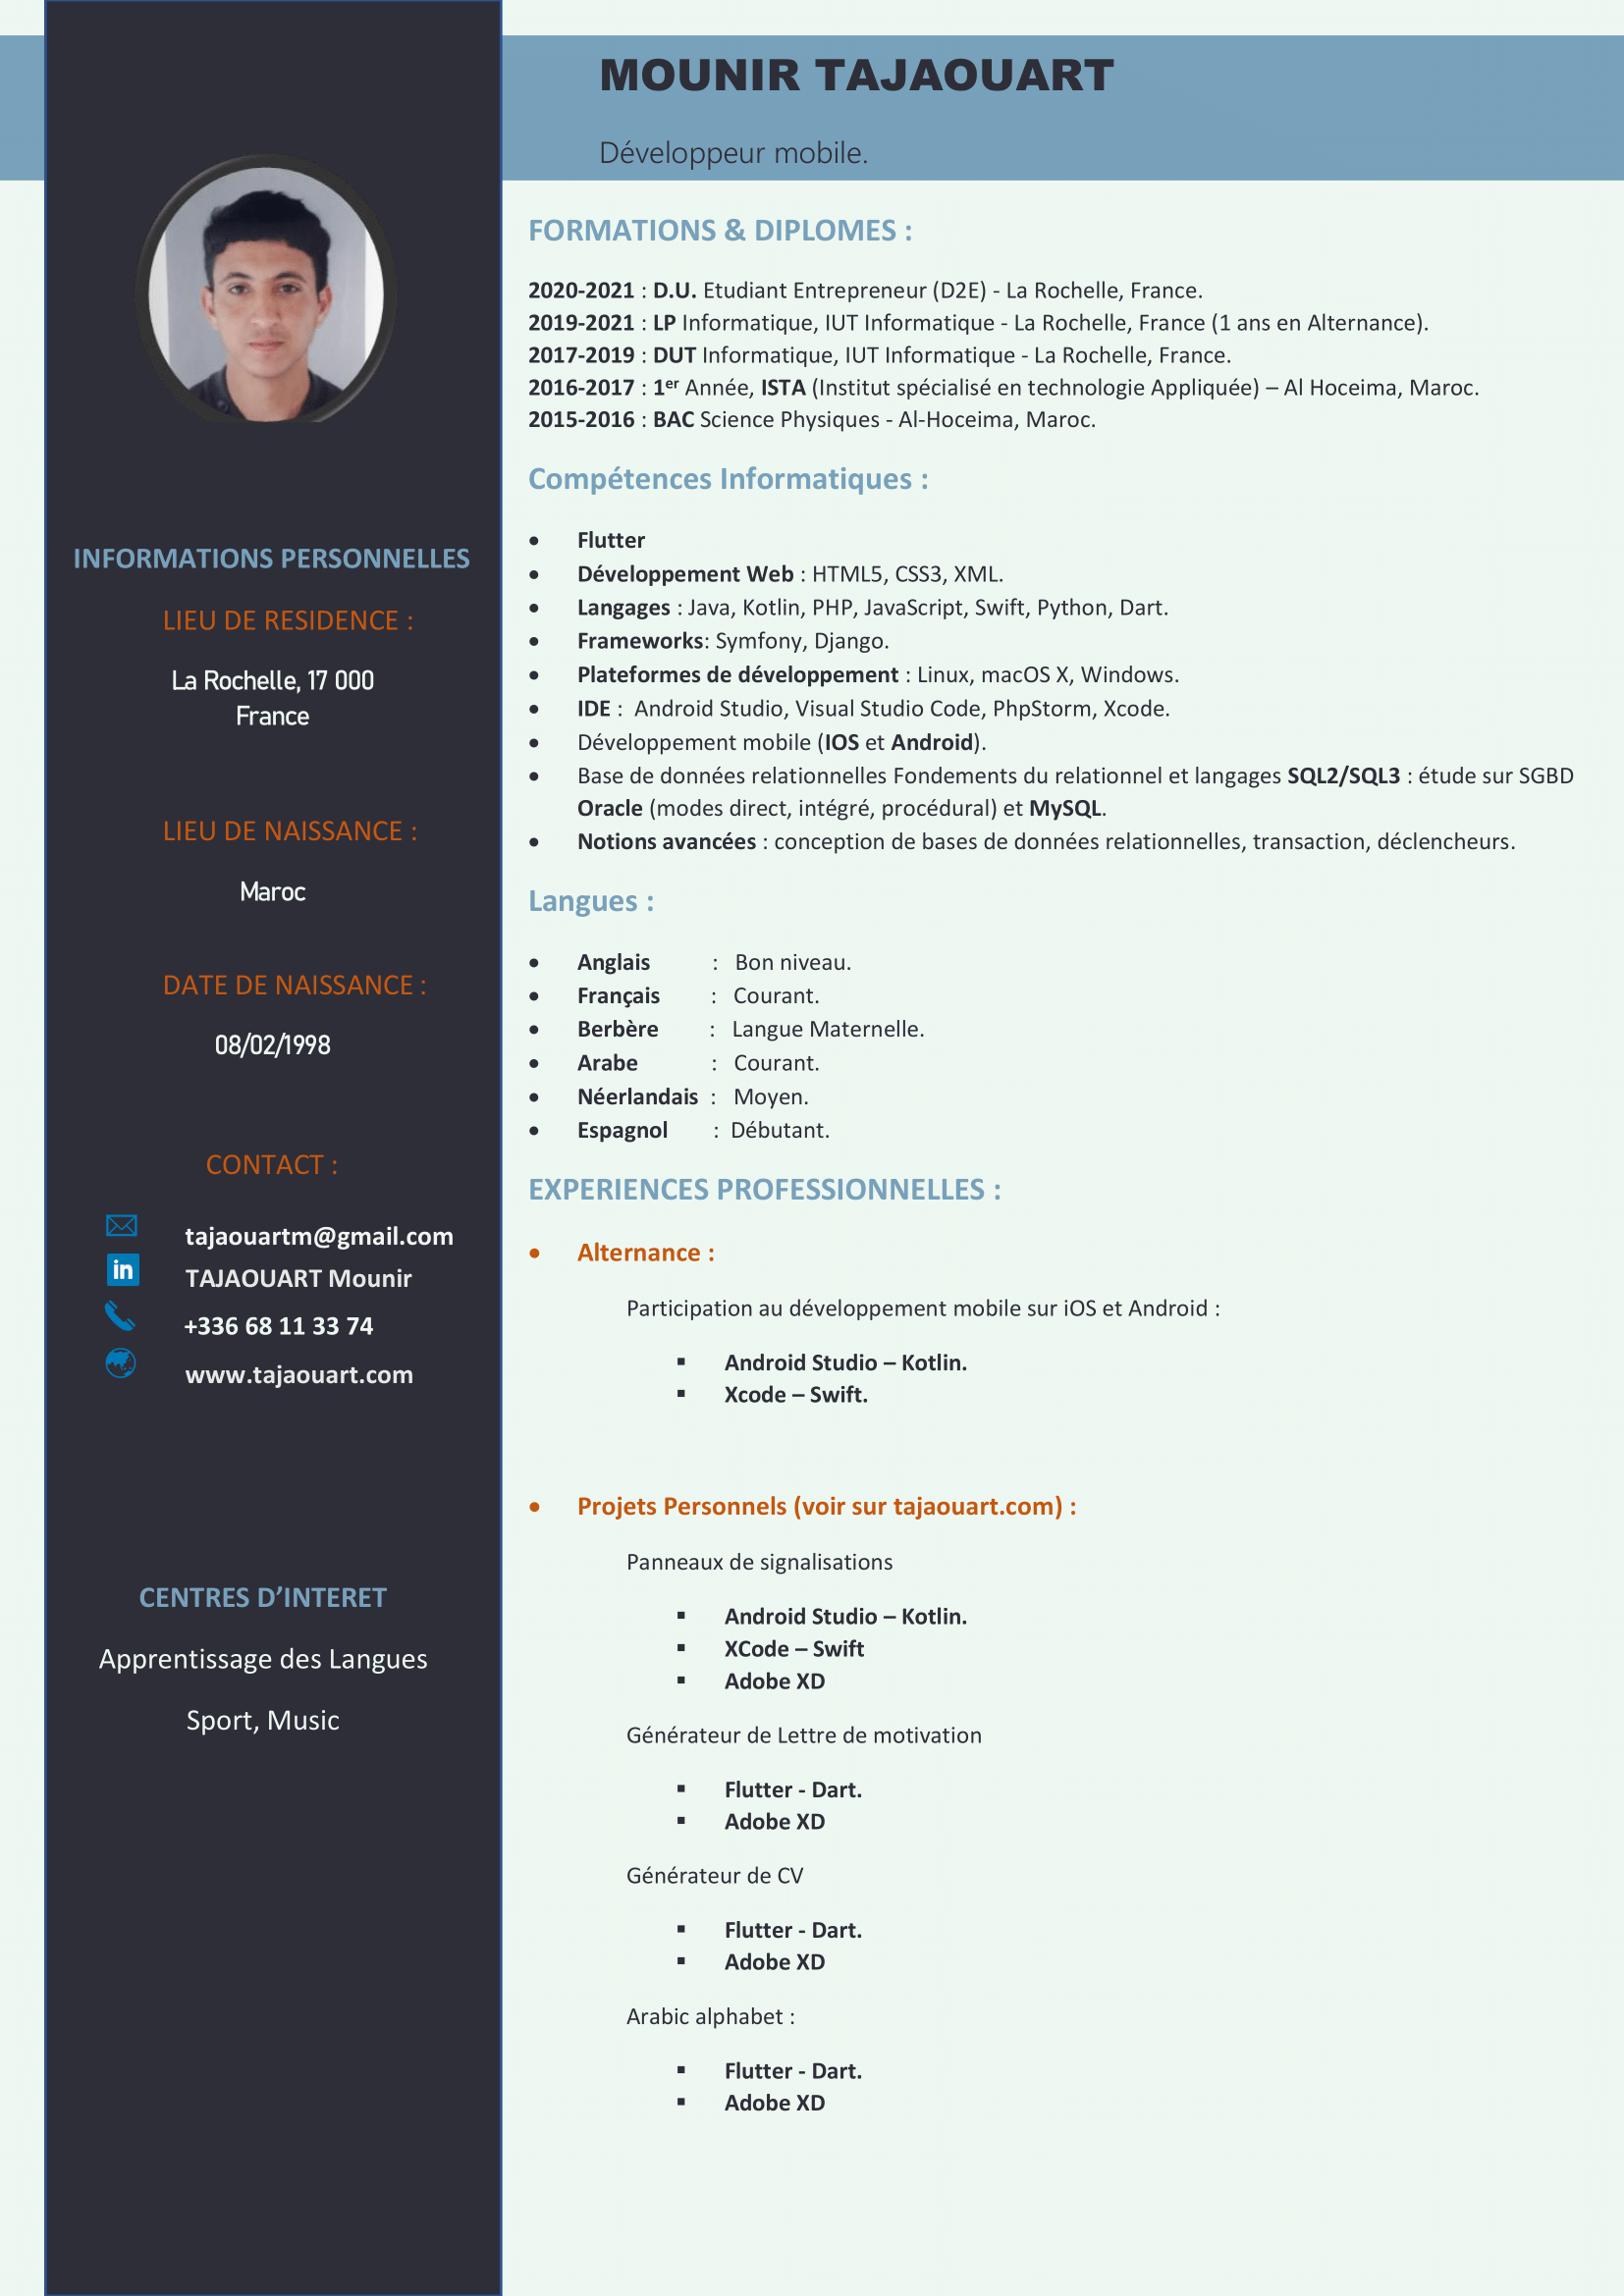 MOUNIR TAJAOUART
Développeur mobile.
INFORMATIONS PERSONNELLES
LIEU DE RESIDENCE :
La Rochelle, 17 000
France
LIEU DE NAISSANCE :
Maroc
DATE DE NAISSANCE :
08/02/1998
CONTACT :
tajaouartm@gmail.com
in TAJAOUART Mounir
+336 68 11 33 74
www.tajaouart.com
CENTRES D’INTERET
Apprentissage des Langues
Sport, Music
FORMATIONS & DIPLOMES :
2020-2021 : D.U. Etudiant Entrepreneur (D2E) - La Rochelle, France.
2019-2021 : LP Informatique, IUT Informatique - La Rochelle, France (1 ans en Alternance).
2017-2019 : DUT Informatique, IUT Informatique - La Rochelle, France.
2016-2017 : 1er Année, ISTA (Institut spécialisé en technologie Appliquée) – Al Hoceima, Maroc.
2015-2016 : BAC Science Physiques - Al-Hoceima, Maroc.
Compétences Informatiques :
• Flutter
• Développement Web : HTML5, CSS3, XML.
• Langages : Java, Kotlin, PHP, JavaScript, Swift, Python, Dart.
• Frameworks: Symfony, Django.
• Plateformes de développement : Linux, macOS X, Windows.
• IDE : Android Studio, Visual Studio Code, PhpStorm, Xcode.
• Développement mobile (IOS et Android).
• Base de données relationnelles Fondements du relationnel et langages SQL2/SQL3 : étude sur SGBD
Oracle (modes direct, intégré, procédural) et MySQL.
• Notions avancées : conception de bases de données relationnelles, transaction, déclencheurs.
Langues :
• Anglais : Bon niveau.
• Français : Courant.
• Berbère : Langue Maternelle.
• Arabe : Courant.
• Néerlandais : Moyen.
• Espagnol : Débutant.
EXPERIENCES PROFESSIONNELLES :
• Alternance :
Participation au développement mobile sur iOS et Android :
▪ Android Studio – Kotlin.
▪ Xcode – Swift.
• Projets Personnels (voir sur tajaouart.com) :
Panneaux de signalisations
▪ Android Studio – Kotlin.
▪ XCode – Swift
▪ Adobe XD
Générateur de Lettre de motivation
▪ Flutter - Dart.
▪ Adobe XD
Générateur de CV
▪ Flutter - Dart.
▪ Adobe XD
Arabic alphabet :
▪ Flutter - Dart.
▪ Adobe XD